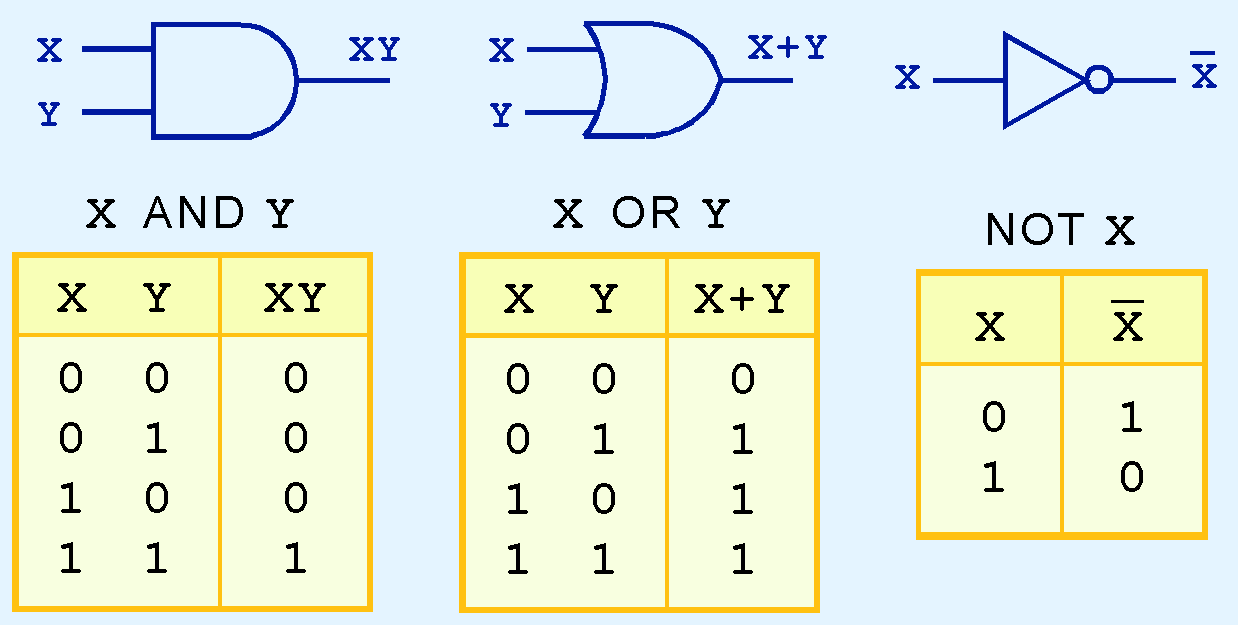 X
Y
XY
X
Y
X+Y
X
X̅
X AND Y
X Y XY
0 0 0
0 1 0
1 0 0
1 1 1
X OR Y
X Y X+Y
0 0 0
0 1 1
1 0 1
1 1 1
NOT X
X X̅
0 1
1 0